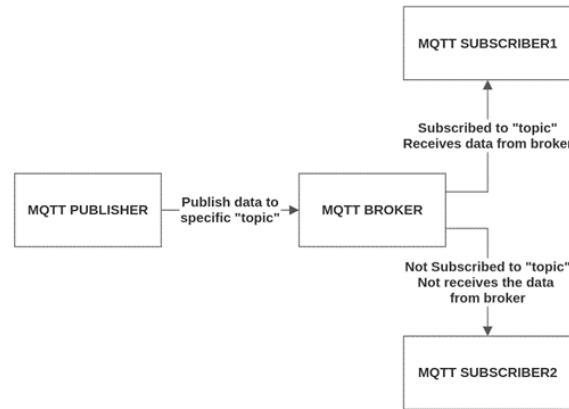 MQTT SUBSCRIBER1
Subscribed to "topic"
Receives data from broker
MQTT PUBLISHER
Publish data to
specific "topic"
MQTT BROKER
Not Subscribed to "topic"
Not receives the data
from broker
MQTT SUBSCRIBER2